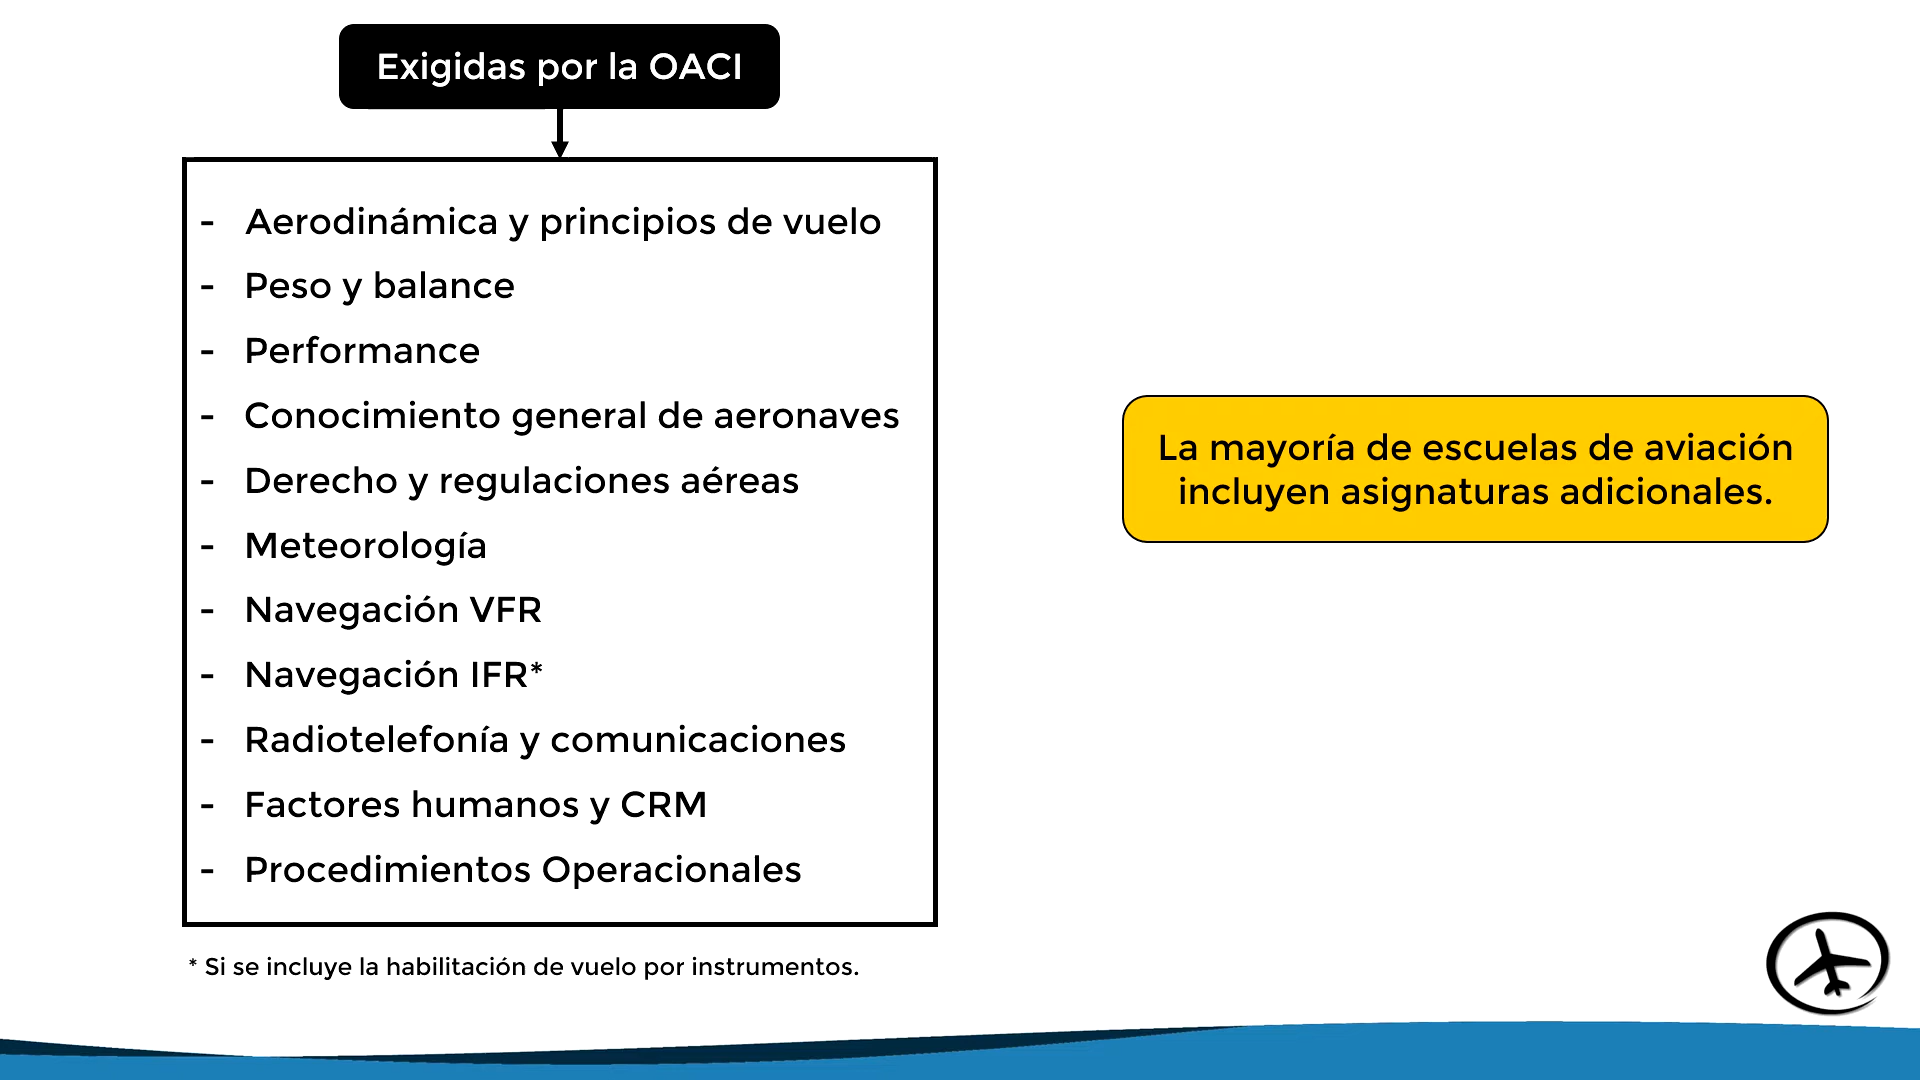 Exigidas por la OACI
- Aerodinámica y principios de vuelo
- Peso y balance
- Performance
- Conocimiento general de aeronaves
- Derecho y regulaciones aéreas
- Meteorología
- Navegación VFR
- Navegación IFR*
- Radiotelefonía y comunicaciones
- Factores humanos y CRM
- Procedimientos Operacionales
* Si se incluye la habilitación de vuelo por instrumentos.
La mayoría de escuelas de aviación
incluyen asignaturas adicionales.